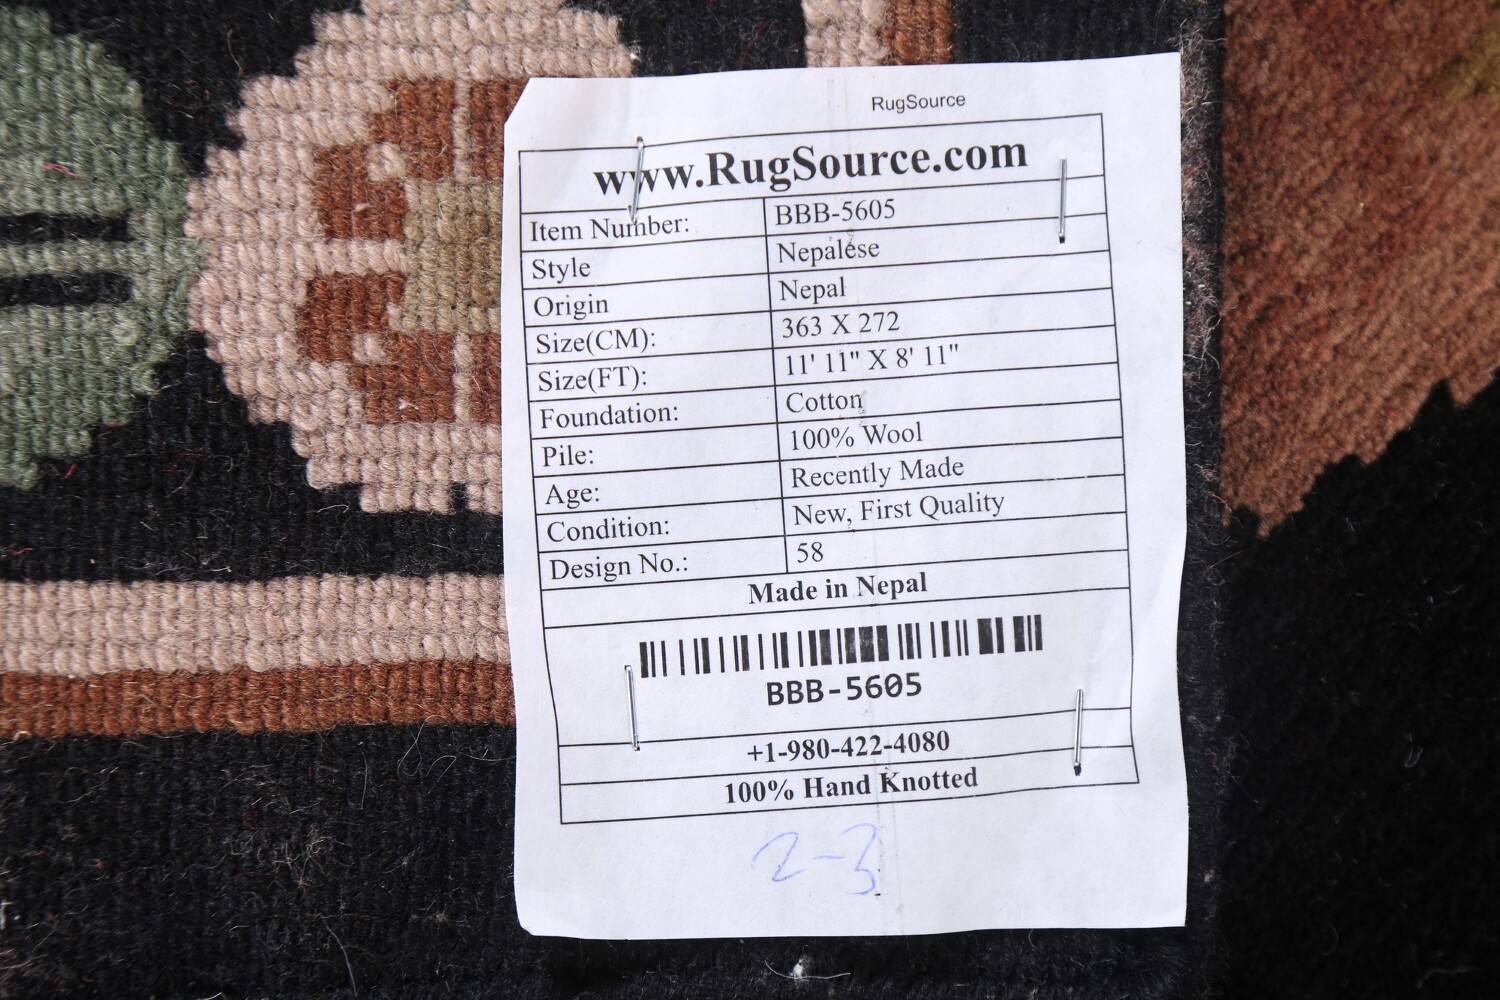 RugSource
www.RugSource.com
Item Number: BBB-5605
Style Nepalese
Origin Nepal
Size(CM): 363 X 272
Size(FT): 11' 11" X 8' 11"
Foundation: Cotton
Pile: 100% Wool
Age: Recently Made
Condition: New, First Quality
Design No.: 58
Made in Nepal
BBB-5605
+1-980-422-4080
100% Hand Knotted
2-3